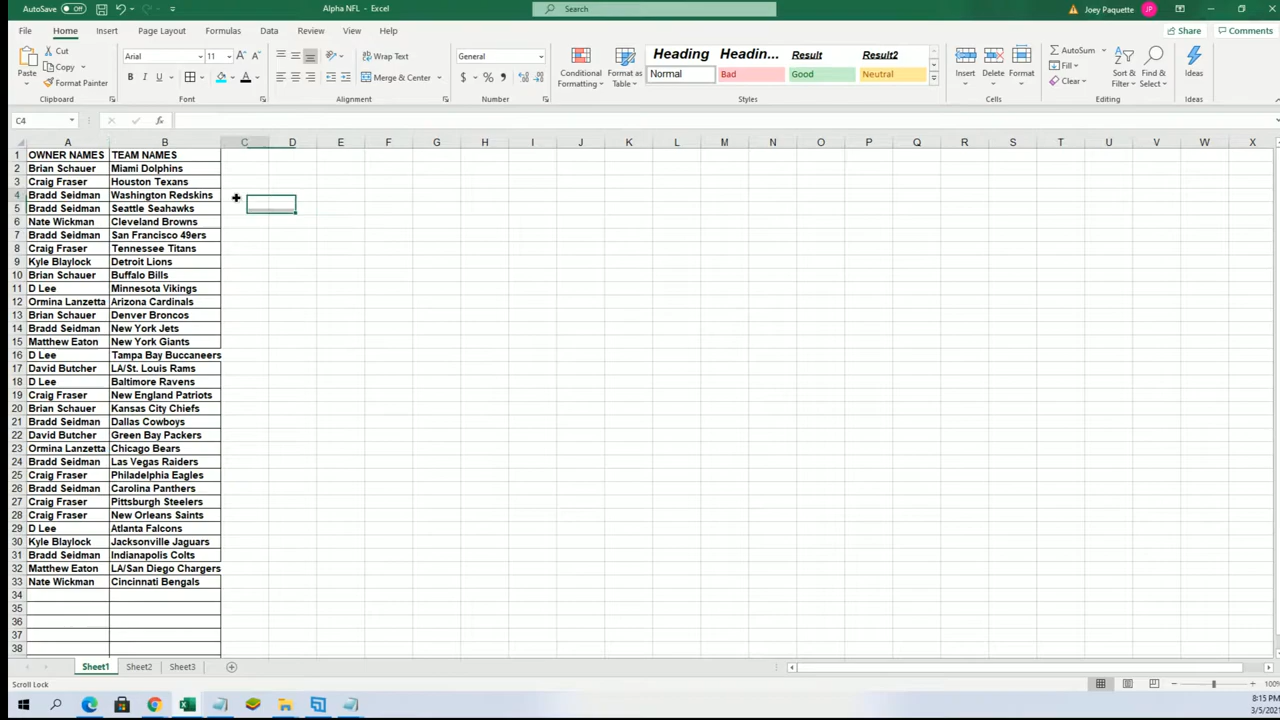 AutoSave Off
Alpha NFL - Excel
Search
Joey Paquette JP
File Home Insert Page Layout Formulas Data Review View Help
Share Comments
Paste Cut Copy Format Painter Clipboard
Arial 11 B I U Font
Wrap Text Merge & Center Alignment
General $ % Number
Conditional Formatting Format as Table
Heading Headin... Result Result2
Normal Bad Good Neutral
Styles
Insert Delete Format Cells
AutoSum Fill Clear Sort & Filter Find & Select Editing
Ideas Ideas
C4 fx
A B C D E F G H I J K L M N O P Q R S T U V W X
1 OWNER NAMES TEAM NAMES
2 Brian Schauer Miami Dolphins
3 Craig Fraser Houston Texans
4 Bradd Seidman Washington Redskins
5 Bradd Seidman Seattle Seahawks
6 Nate Wickman Cleveland Browns
7 Bradd Seidman San Francisco 49ers
8 Craig Fraser Tennessee Titans
9 Kyle Blaylock Detroit Lions
10 Brian Schauer Buffalo Bills
11 D Lee Minnesota Vikings
12 Ormina Lanzetta Arizona Cardinals
13 Brian Schauer Denver Broncos
14 Bradd Seidman New York Jets
15 Matthew Eaton New York Giants
16 D Lee Tampa Bay Buccaneers
17 David Butcher LA/St. Louis Rams
18 D Lee Baltimore Ravens
19 Craig Fraser New England Patriots
20 Brian Schauer Kansas City Chiefs
21 Bradd Seidman Dallas Cowboys
22 David Butcher Green Bay Packers
23 Ormina Lanzetta Chicago Bears
24 Bradd Seidman Las Vegas Raiders
25 Craig Fraser Philadelphia Eagles
26 Bradd Seidman Carolina Panthers
27 Craig Fraser Pittsburgh Steelers
28 Craig Fraser New Orleans Saints
29 D Lee Atlanta Falcons
30 Kyle Blaylock Jacksonville Jaguars
31 Bradd Seidman Indianapolis Colts
32 Matthew Eaton LA/San Diego Chargers
33 Nate Wickman Cincinnati Bengals
34
35
36
37
38
Sheet1 Sheet2 Sheet3
Scroll Lock 100%
8:15 PM
3/5/2021